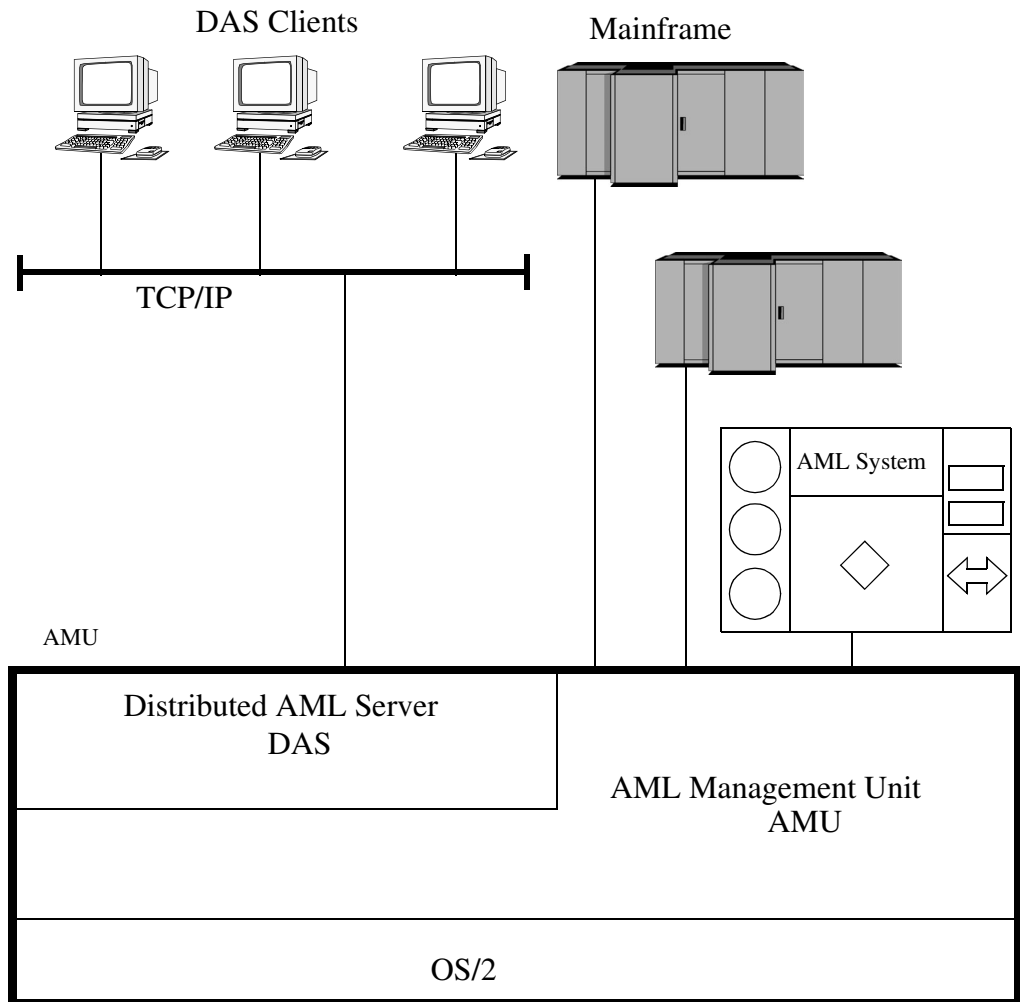 DAS Clients
Mainframe
TCP/IP
AML System
AMU
Distributed AML Server
DAS
AML Management Unit
AMU
OS/2